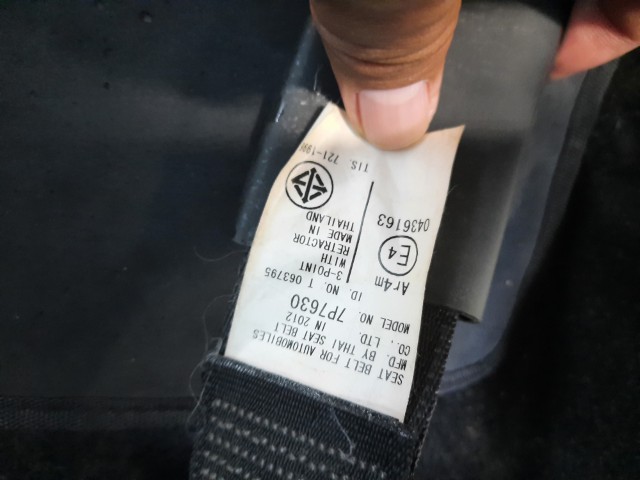 SEAT BELT FOR AUTOMOBILES
MFD. BY THAI SEAT BELT
CO., LTD. IN 2012
MODEL NO. 7P7630
ID. NO. T 063795
Ar4m
3-POINT
WITH
RETRACTOR
MADE IN
THAILAND
E4
0436163
TIS. 721-